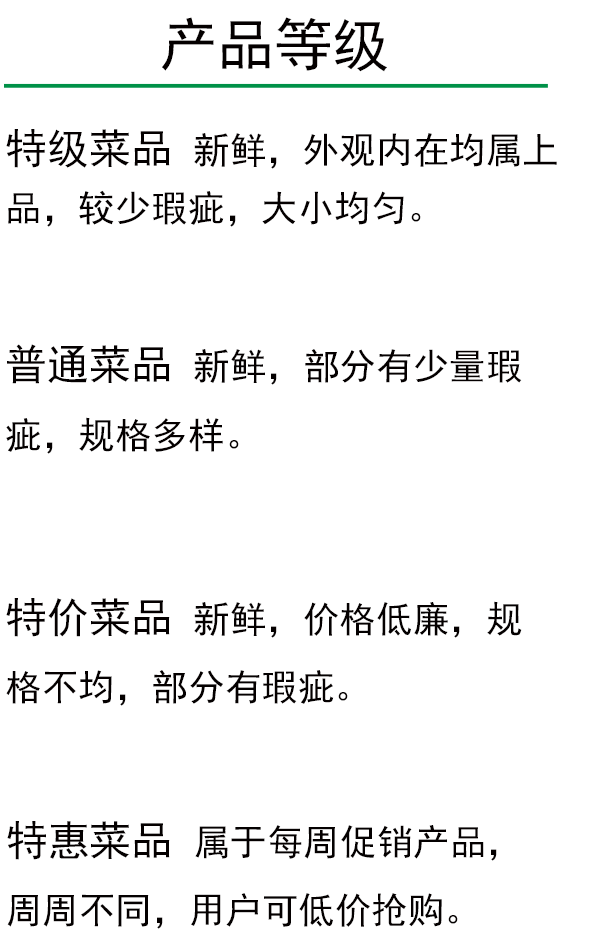 产品等级
特级菜品 新鲜，外观内在均属上
品，较少瑕疵，大小均匀。
普通菜品 新鲜，部分有少量瑕
疵，规格多样。
特价菜品 新鲜，价格低廉，规
格不均，部分有瑕疵。
特惠菜品 属于每周促销产品，
周周不同，用户可低价抢购。